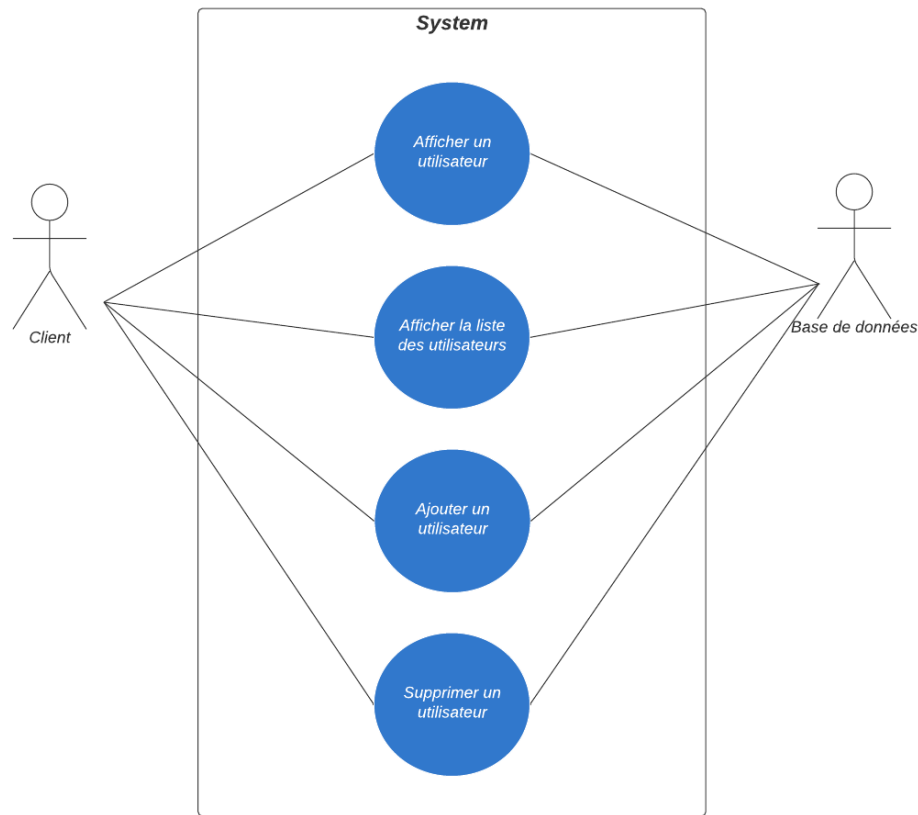 System
Afficher un
utilisateur
Client
Base de données
Afficher la liste
des utilisateurs
Ajouter un
utilisateur
Supprimer un
utilisateur